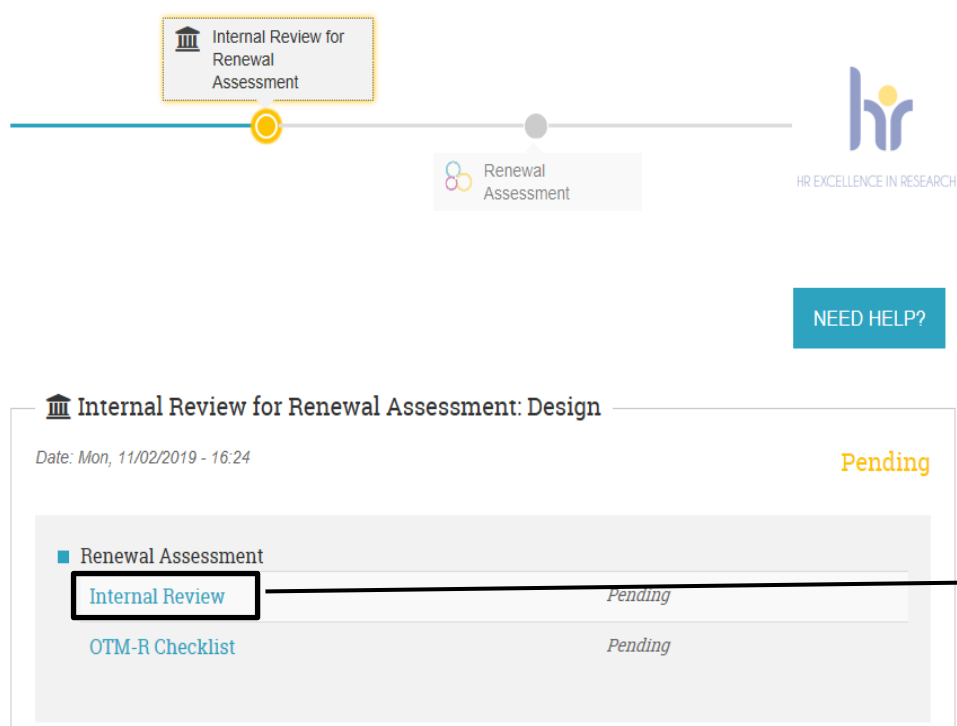 Internal Review for
Renewal
Assessment
Renewal
Assessment
hr
HR EXCELLENCE IN RESEARCH
NEED HELP?
Internal Review for Renewal Assessment: Design
Date: Mon, 11/02/2019 - 16:24
Pending
Renewal Assessment
Internal Review
Pending
OTM-R Checklist
Pending